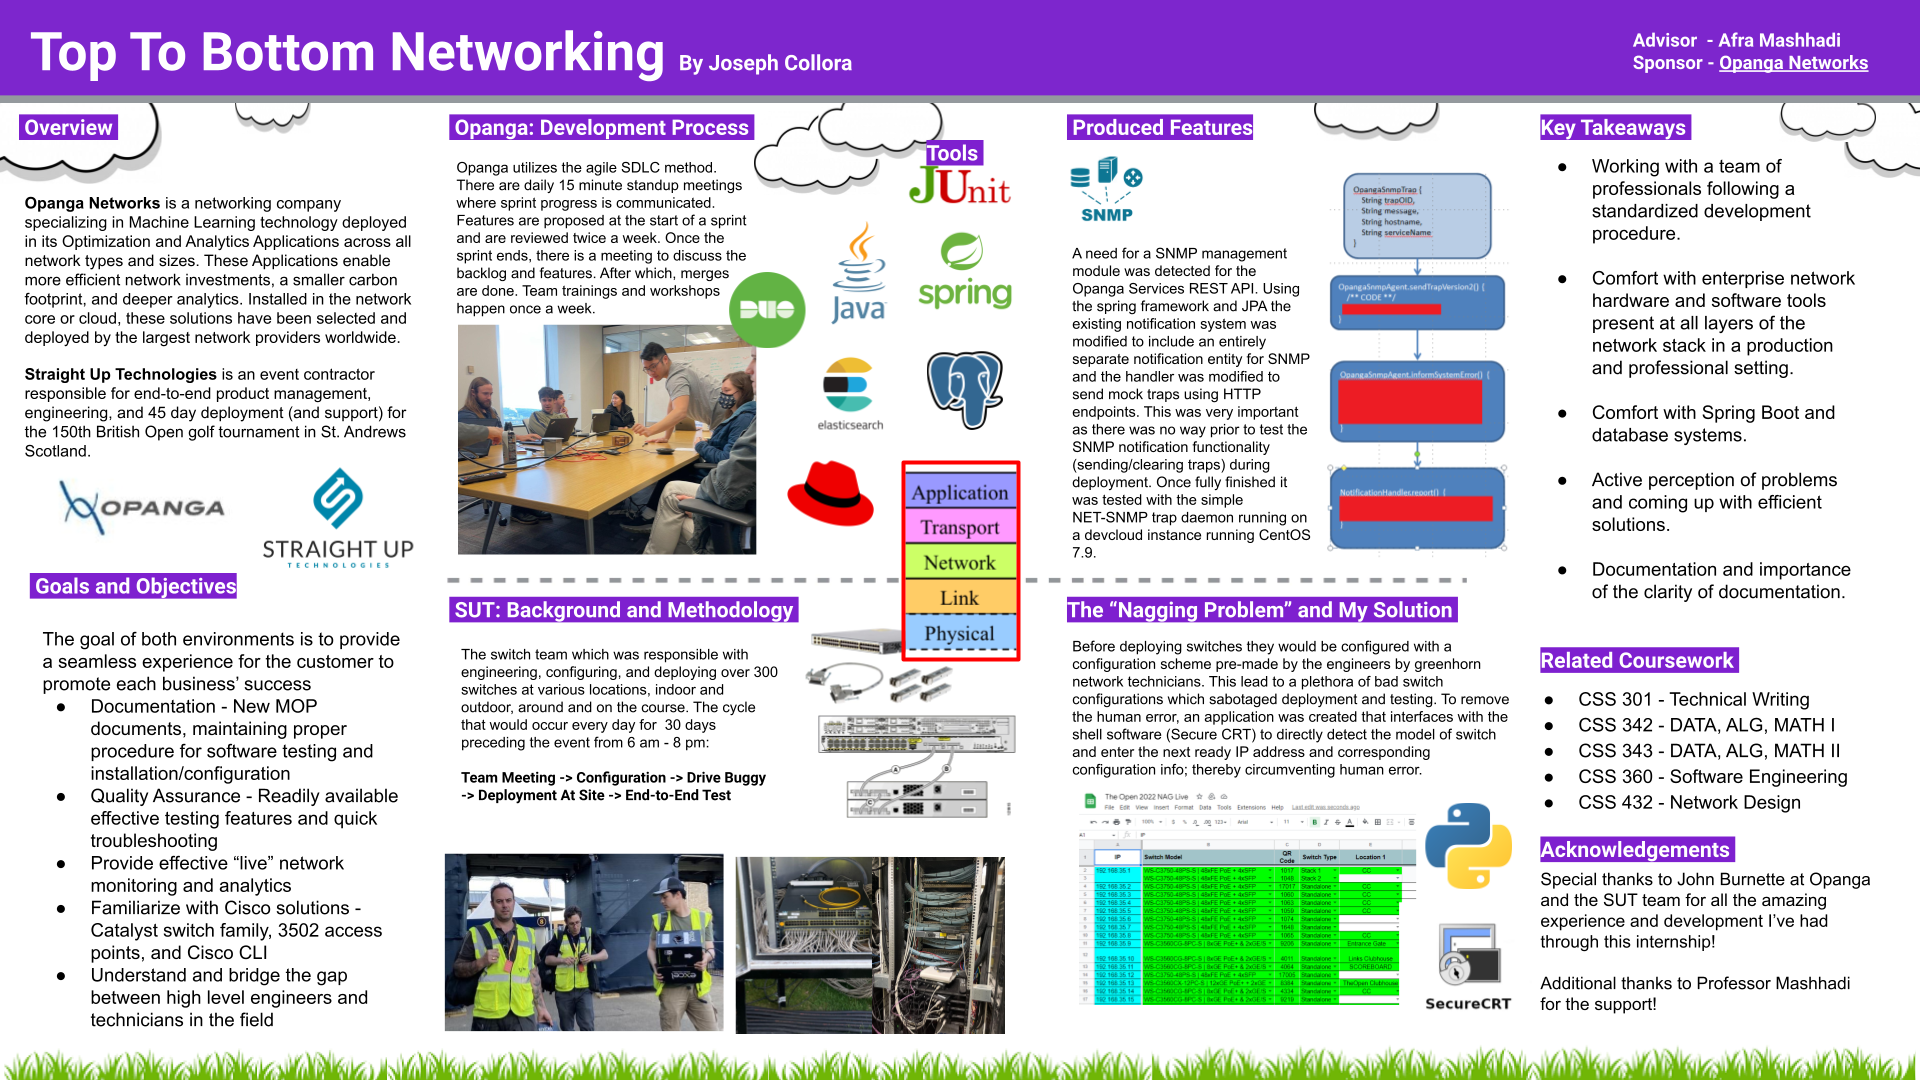 Top To Bottom Networking By Joseph Collora
Advisor - Afra Mashhadi
Sponsor - Opanga Networks
Overview
Opanga Networks is a networking company
specializing in Machine Learning technology deployed
in its Optimization and Analytics Applications across all
network types and sizes. These Applications enable
more efficient network investments, a smaller carbon
footprint, and deeper analytics. Installed in the network
core or cloud, these solutions have been selected and
deployed by the largest network providers worldwide.
Straight Up Technologies is an event contractor
responsible for end-to-end product management,
engineering, and 45 day deployment (and support) for
the 150th British Open golf tournament in St. Andrews
Scotland.
OPANGA
STRAIGHT UP
TECHNOLOGIES
Goals and Objectives
The goal of both environments is to provide
a seamless experience for the customer to
promote each business' success
● Documentation - New MOP
documents, maintaining proper
procedure for software testing and
installation/configuration
● Quality Assurance - Readily available
effective testing features and quick
troubleshooting
● Provide effective “live” network
monitoring and analytics
● Familiarize with Cisco solutions -
Catalyst switch family, 3502 access
points, and Cisco CLI
● Understand and bridge the gap
between high level engineers and
technicians in the field
Opanga: Development Process
Opanga utilizes the agile SDLC method.
There are daily 15 minute standup meetings
where sprint progress is communicated.
Features are proposed at the start of a sprint
and are reviewed twice a week. Once the
sprint ends, there is a meeting to discuss the
backlog and features. After which, merges
are done. Team trainings and workshops
happen once a week.
Tools
JUnit
Java
spring
DUO
elasticsearch
Application
Transport
Network
Link
Physical
SUT: Background and Methodology
The switch team which was responsible with
engineering, configuring, and deploying over 300
switches at various locations, indoor and
outdoor, around and on the course. The cycle
that would occur every day for 30 days
preceding the event from 6 am - 8 pm:
Team Meeting -> Configuration -> Drive Buggy
-> Deployment At Site -> End-to-End Test
A
B
C
Produced Features
SNMP
A need for a SNMP management
module was detected for the
Opanga Services REST API. Using
the spring framework and JPA the
existing notification system was
modified to include an entirely
separate notification entity for SNMP
and the handler was modified to
send mock traps using HTTP
endpoints. This was very important
as there was no way prior to test the
SNMP notification functionality
(sending/clearing traps) during
deployment. Once fully finished it
was tested with the simple
NET-SNMP trap daemon running on
a devcloud instance running CentOS
7.9.
OpangaSnmpTrap {
String trapOID,
String message,
String hostname,
String serviceName
}
OpangaSnmpAgent.sendTrapVersion2() {
/** CODE **/
}
OpangaSnmpAgent.informSystemError() {
}
NotificationHandler.report() {
}
The “Nagging Problem” and My Solution
Before deploying switches they would be configured with a
configuration scheme pre-made by the engineers by greenhorn
network technicians. This lead to a plethora of bad switch
configurations which sabotaged deployment and testing. To remove
the human error, an application was created that interfaces with the
shell software (Secure CRT) to directly detect the model of switch
and enter the next ready IP address and corresponding
configuration info; thereby circumventing human error.
The Open 2022 NAG Live
File Edit View Insert Format Data Tools Extensions Help Last edit was seconds ago
IP Switch Model QR Code Switch Type Location 1
SecureCRT
Key Takeaways
● Working with a team of
professionals following a
standardized development
procedure.
● Comfort with enterprise network
hardware and software tools
present at all layers of the
network stack in a production
and professional setting.
● Comfort with Spring Boot and
database systems.
● Active perception of problems
and coming up with efficient
solutions.
● Documentation and importance
of the clarity of documentation.
Related Coursework
● CSS 301 - Technical Writing
● CSS 342 - DATA, ALG, MATH I
● CSS 343 - DATA, ALG, MATH II
● CSS 360 - Software Engineering
● CSS 432 - Network Design
Acknowledgements
Special thanks to John Burnette at Opanga
and the SUT team for all the amazing
experience and development I've had
through this internship!
Additional thanks to Professor Mashhadi
for the support!